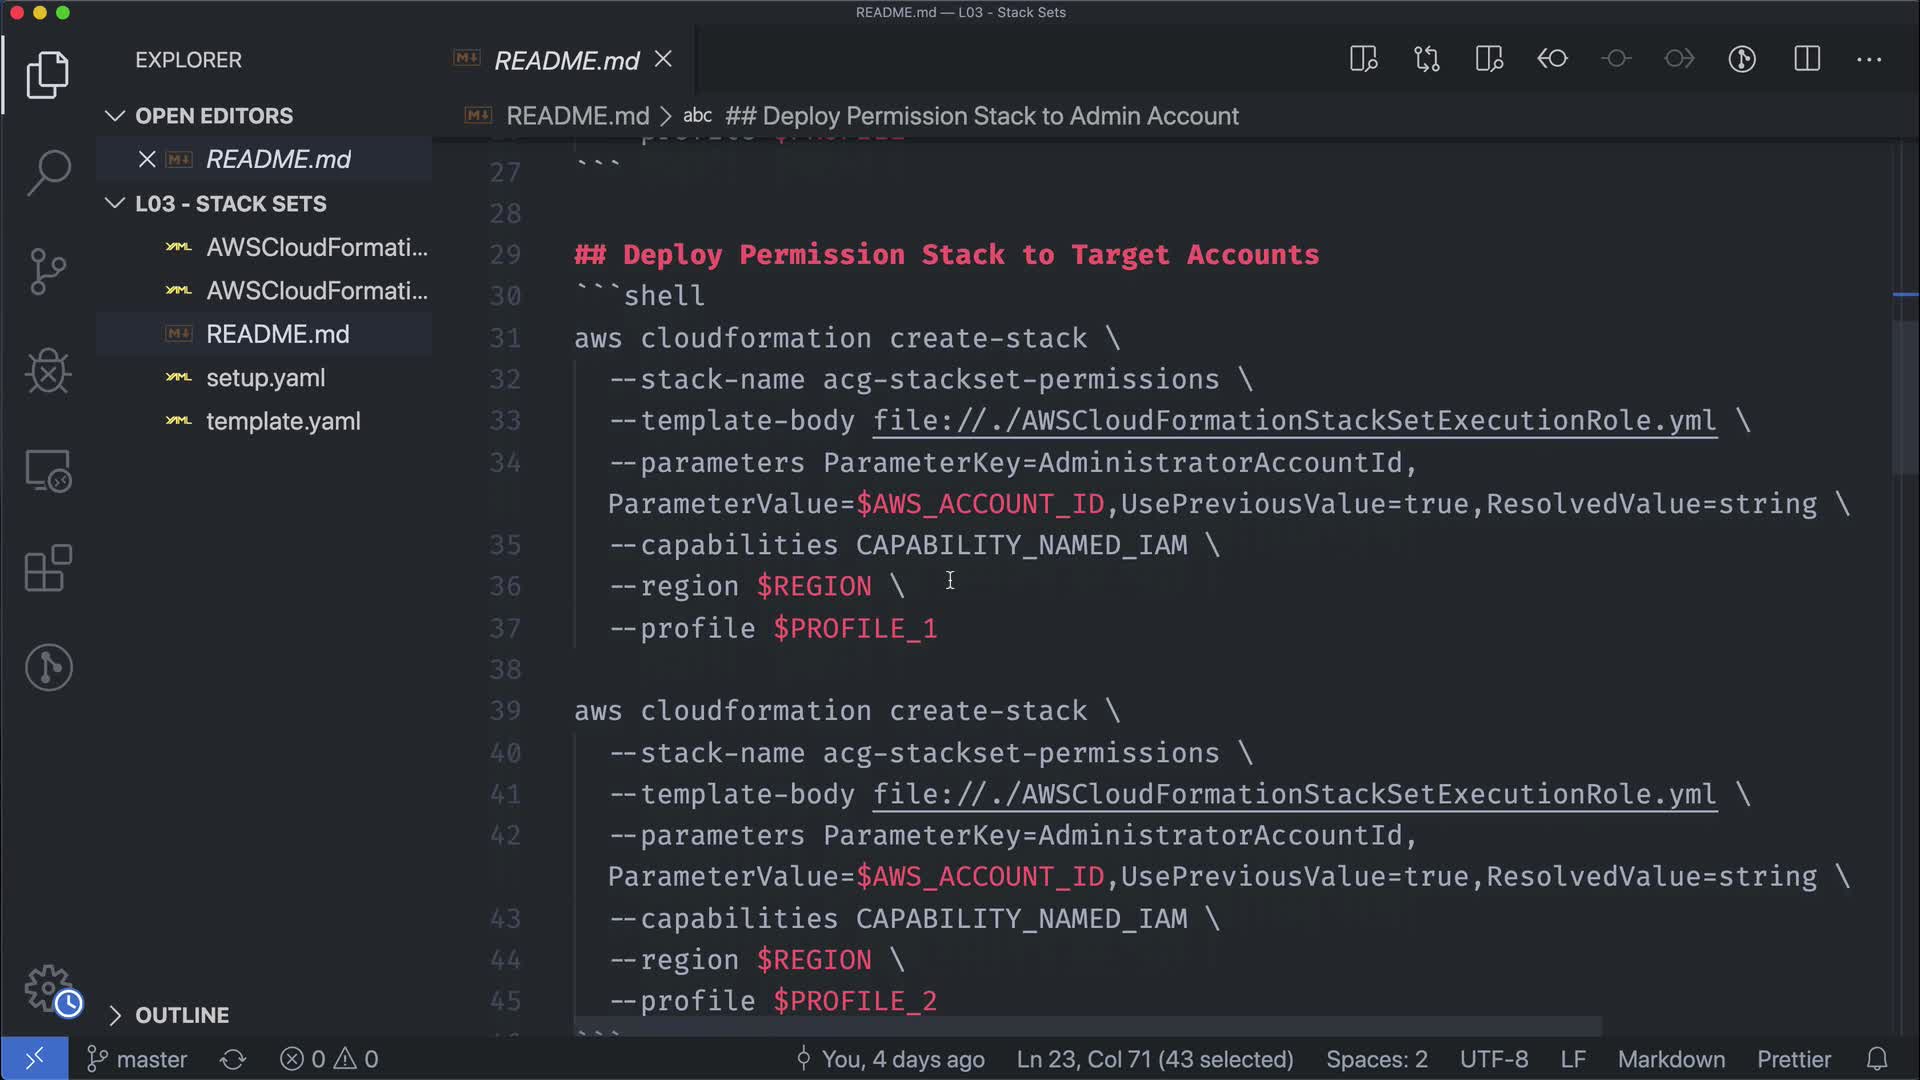 README.md — L03 - Stack Sets
EXPLORER
README.md
OPEN EDITORS
README.md
L03 - STACK SETS
AWSCloudFormati...
AWSCloudFormati...
README.md
setup.yaml
template.yaml
OUTLINE
README.md > abc ## Deploy Permission Stack to Admin Account
27 ```
28
29 ## Deploy Permission Stack to Target Accounts
30 ```shell
31 aws cloudformation create-stack \
32 --stack-name acg-stackset-permissions \
33 --template-body file://./AWSCloudFormationStackSetExecutionRole.yml \
34 --parameters ParameterKey=AdministratorAccountId,
ParameterValue=$AWS_ACCOUNT_ID,UsePreviousValue=true,ResolvedValue=string \
35 --capabilities CAPABILITY_NAMED_IAM \
36 --region $REGION \
37 --profile $PROFILE_1
38
39 aws cloudformation create-stack \
40 --stack-name acg-stackset-permissions \
41 --template-body file://./AWSCloudFormationStackSetExecutionRole.yml \
42 --parameters ParameterKey=AdministratorAccountId,
ParameterValue=$AWS_ACCOUNT_ID,UsePreviousValue=true,ResolvedValue=string \
43 --capabilities CAPABILITY_NAMED_IAM \
44 --region $REGION \
45 --profile $PROFILE_2
master 0 0 You, 4 days ago Ln 23, Col 71 (43 selected) Spaces: 2 UTF-8 LF Markdown Prettier